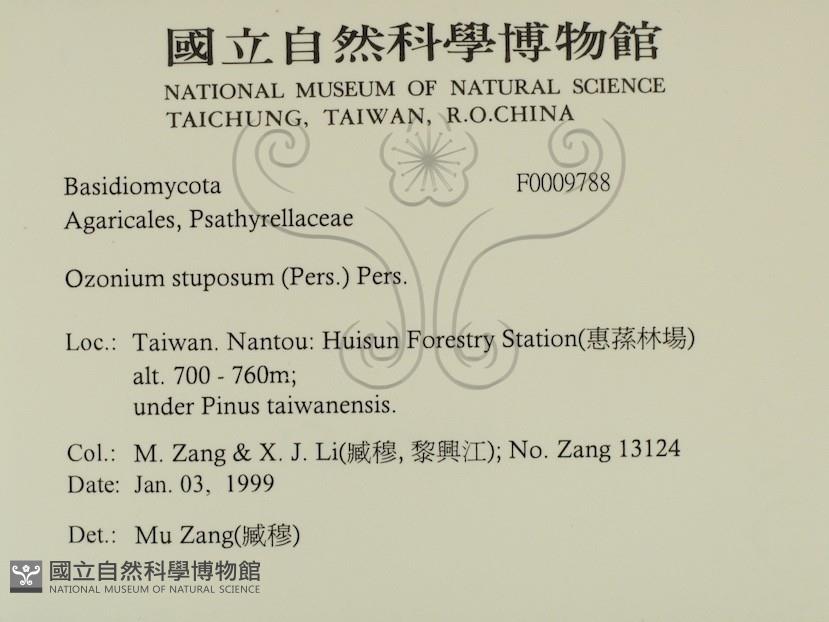 國立自然科學博物館
NATIONAL MUSEUM OF NATURAL SCIENCE
TAICHUNG, TAIWAN, R.O.CHINA
Basidiomycota F0009788
Agaricales, Psathyrellaceae
Ozonium stuposum (Pers.) Pers.
Loc.: Taiwan. Nantou: Huisun Forestry Station(惠蓀林場)
alt. 700 - 760m;
under Pinus taiwanensis.
Col.: M. Zang & X. J. Li(臧穆, 黎興江); No. Zang 13124
Date: Jan. 03, 1999
Det.: Mu Zang(臧穆)
國立自然科學博物館
NATIONAL MUSEUM OF NATURAL SCIENCE